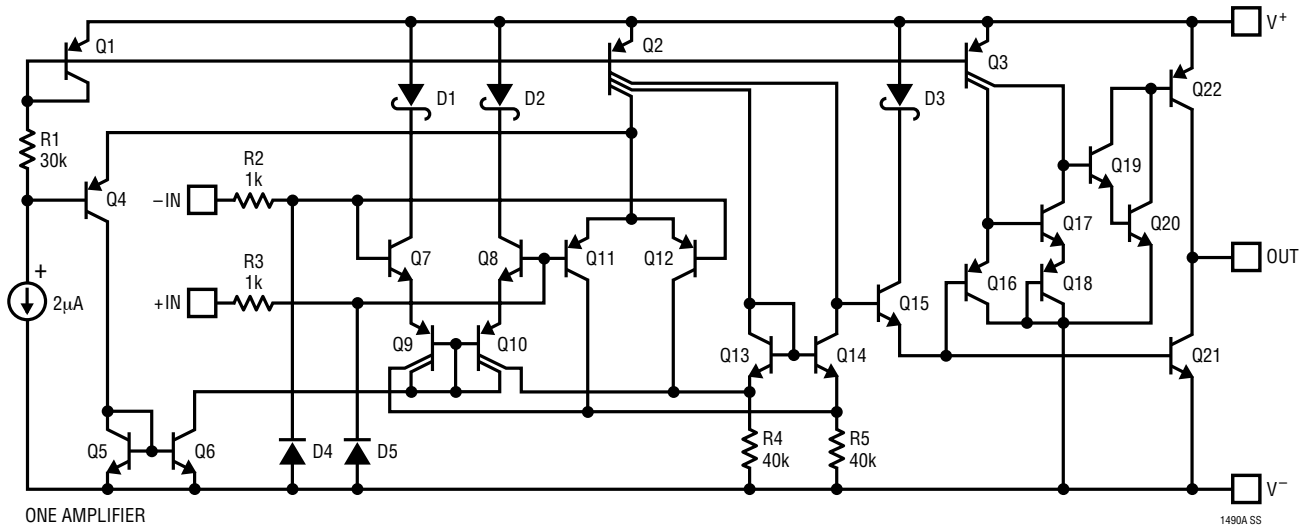 V+
Q1
Q2
Q3
D1
D2
D3
Q22
R1
30k
Q4
R2
1k
–IN
Q19
Q17
Q20
Q7
Q8
Q11
Q12
OUT
R3
1k
+IN
+
2µA
Q15
Q16
Q18
Q9
Q10
Q13
Q14
Q21
Q5
Q6
D4
D5
R4
40k
R5
40k
V–
ONE AMPLIFIER
1490A SS